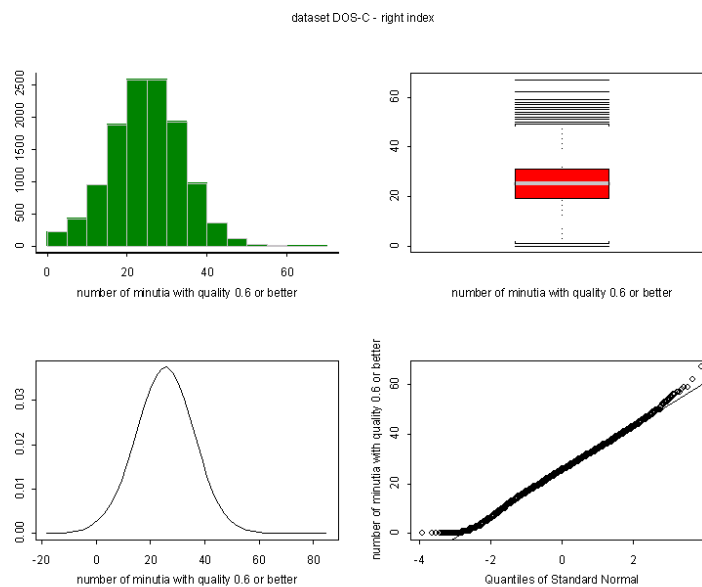 dataset DOS-C - right index
0 500 1000 1500 2000 2500
0 20 40 60
number of minutia with quality 0.6 or better
0 20 40 60
number of minutia with quality 0.6 or better
0.00 0.01 0.02 0.03
-20 0 20 40 60 80
number of minutia with quality 0.6 or better
number of minutia with quality 0.6 or better
0 20 40 60
-4 -2 0 2
Quantiles of Standard Normal